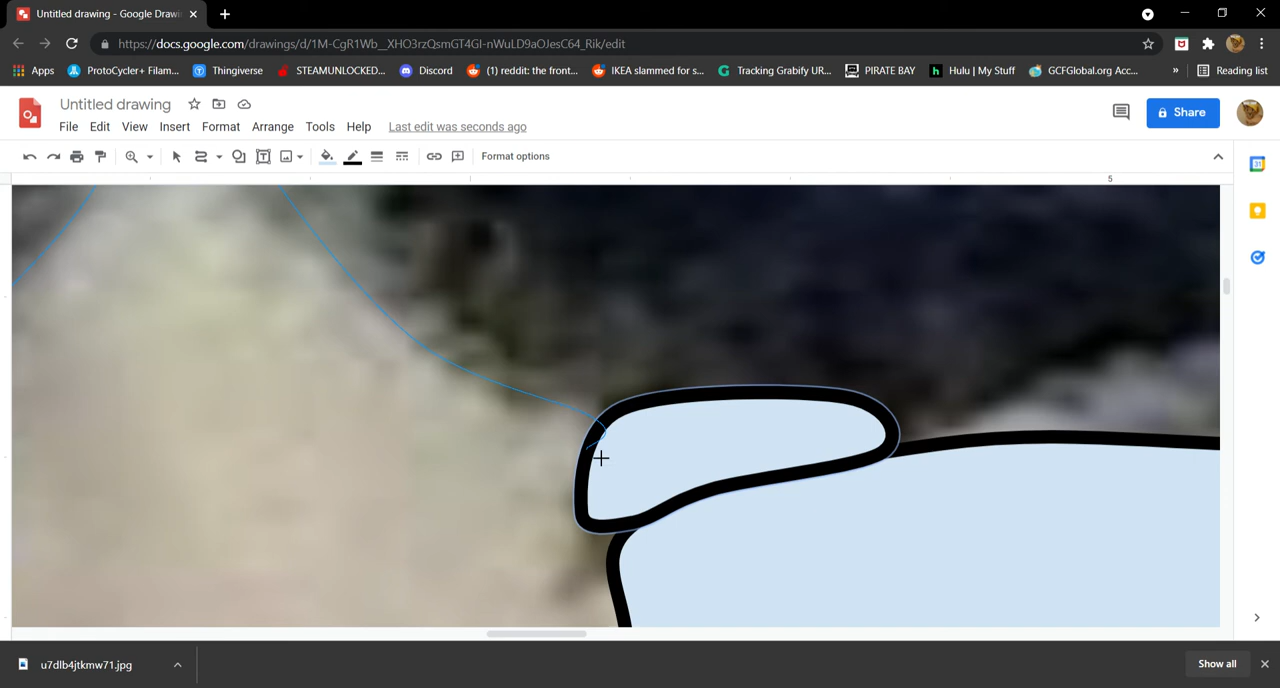 Untitled drawing - Google Drawi
https://docs.google.com/drawings/d/1M-CgR1Wb__XHO3rzQsmGT4GI-nWuLD9aOJesC64_Rik/edit
Apps ProtoCycler+ Filam... Thingiverse STEAMUNLOCKED... Discord (1) reddit: the front... IKEA slammed for s... Tracking Grabify UR... PIRATE BAY Hulu | My Stuff GCFGlobal.org Acc... » Reading list
Untitled drawing
Share
File Edit View Insert Format Arrange Tools Help Last edit was seconds ago
Format options
5
31
u7dlb4jtkmw71.jpg
Show all